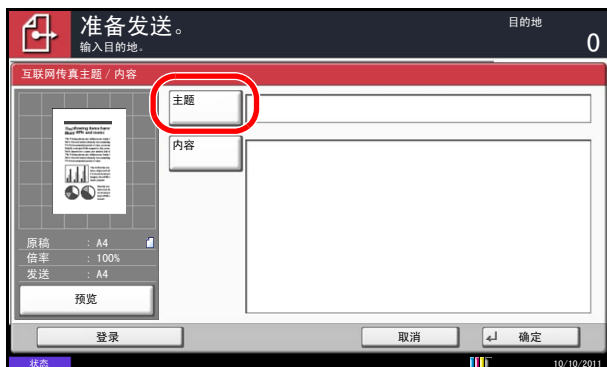 准备发送。
输入目的地。
目的地
0
互联网传真主题 / 内容
主题
内容
原稿 : A4
倍率 : 100%
发送 : A4
预览
登录
取消
确定
状态
10/10/2011